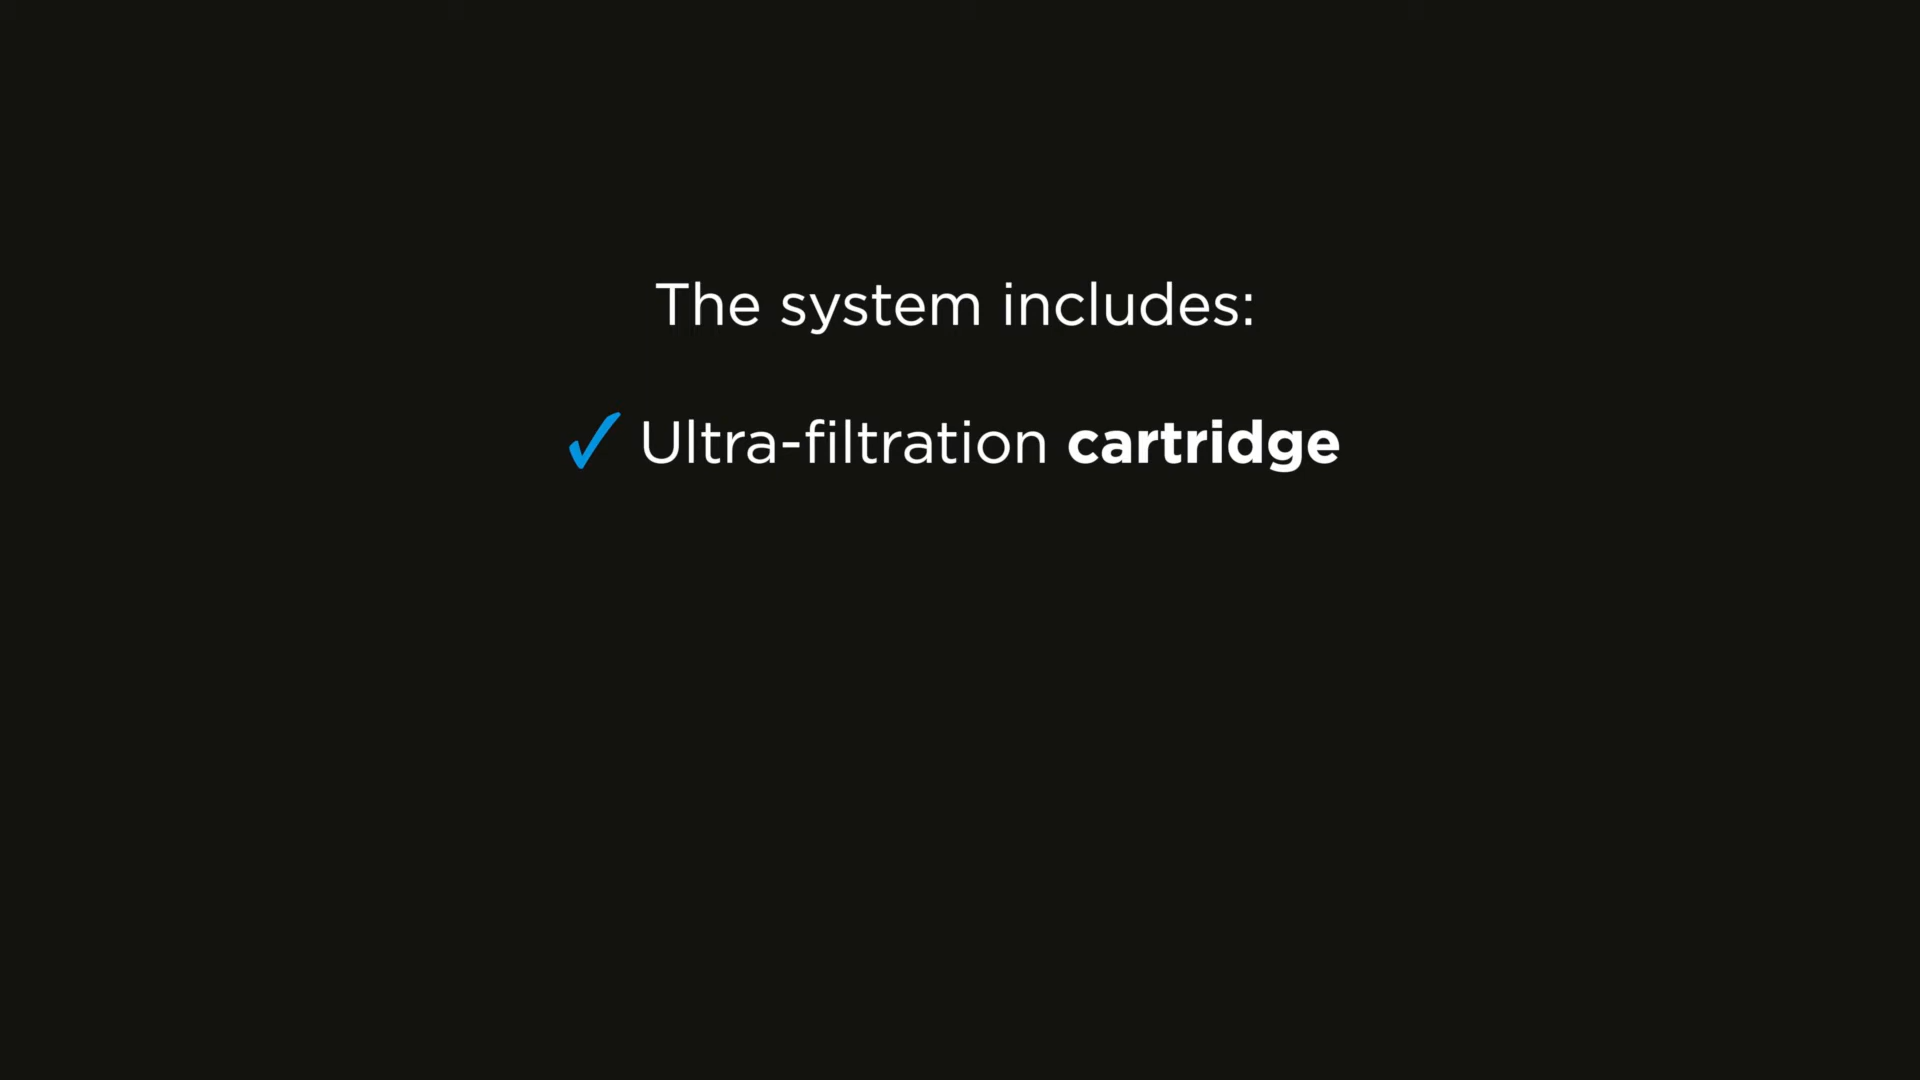 The system includes:
✓ Ultra-filtration cartridge